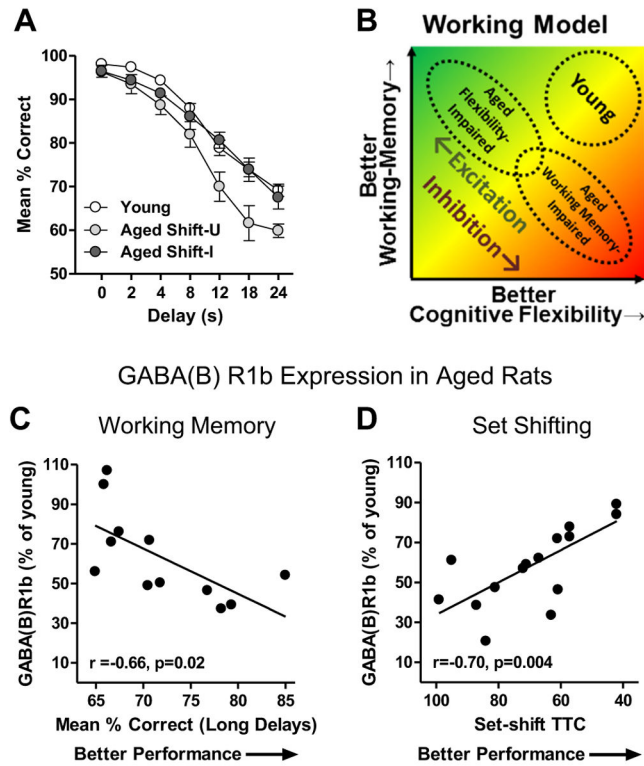 A
Mean % Correct
100
90
80
70
60
50
Young
Aged Shift-U
Aged Shift-I
0 2 4 8 12 18 24
Delay (s)
B
Working Model
Better
Working-Memory→
Aged
Flexibility-
Impaired
Young
Aged
Working Memory-
Impaired
←Excitation
Inhibition→
Better
Cognitive Flexibility→
GABA(B) R1b Expression in Aged Rats
C
Working Memory
GABA(B)R1b (% of young)
110
90
70
50
30
10
r =-0.66, p=0.02
65 70 75 80 85
Mean % Correct (Long Delays)
Better Performance →
D
Set Shifting
GABA(B)R1b (% of young)
110
90
70
50
30
10
r=-0.70, p=0.004
100 80 60 40
Set-shift TTC
Better Performance →